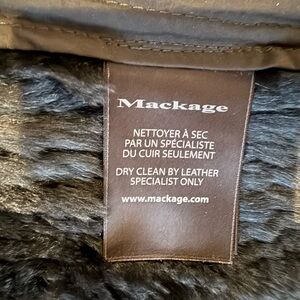 Mackage
NETTOYER À SEC
PAR UN SPÉCIALISTE
DU CUIR SEULEMENT
DRY CLEAN BY LEATHER
SPECIALIST ONLY
www.mackage.com